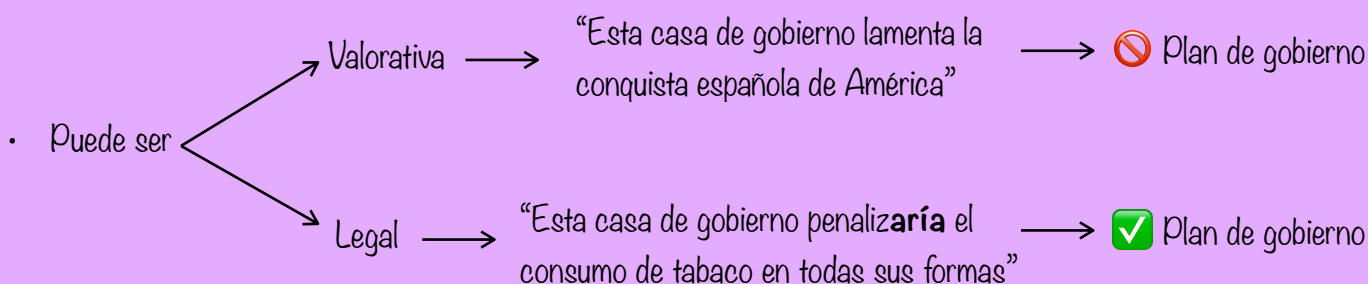 Valorativa → “Esta casa de gobierno lamenta la → 🚫 Plan de gobierno
conquista española de América”
• Puede ser
Legal → “Esta casa de gobierno penalizaría el → ✅ Plan de gobierno
consumo de tabaco en todas sus formas”